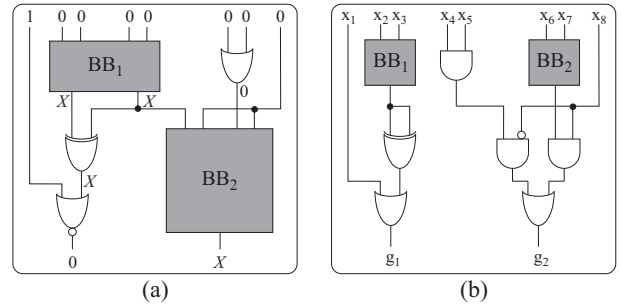 1 0 0 0 0 0 0 0
BB₁
X X 0
X
BB₂
0 X
(a)
x₁ x₂ x₃ x₄ x₅ x₆ x₇ x₈
BB₁ BB₂
g₁ g₂
(b)